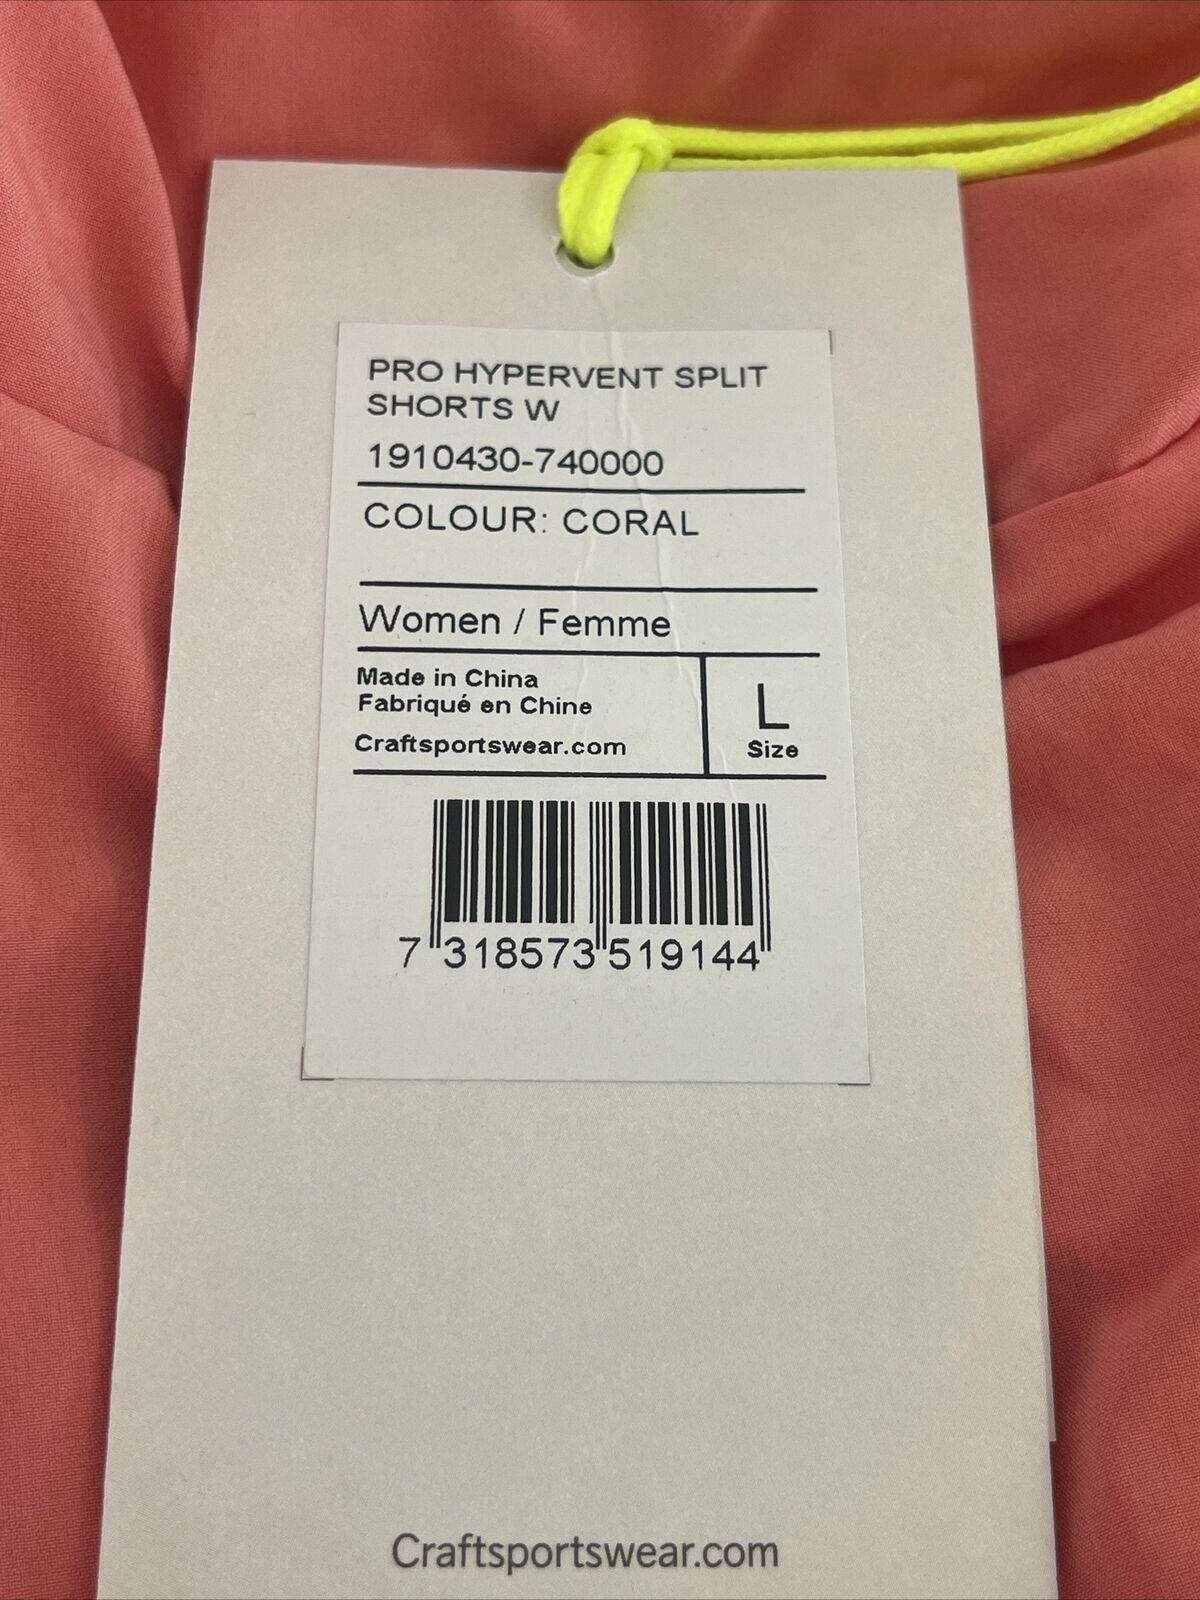 PRO HYPERVENT SPLIT
SHORTS W
1910430-740000
COLOUR: CORAL
Women / Femme
Made in China
Fabriqué en Chine
Craftsportswear.com
L
Size
7 318573 519144
Craftsportswear.com